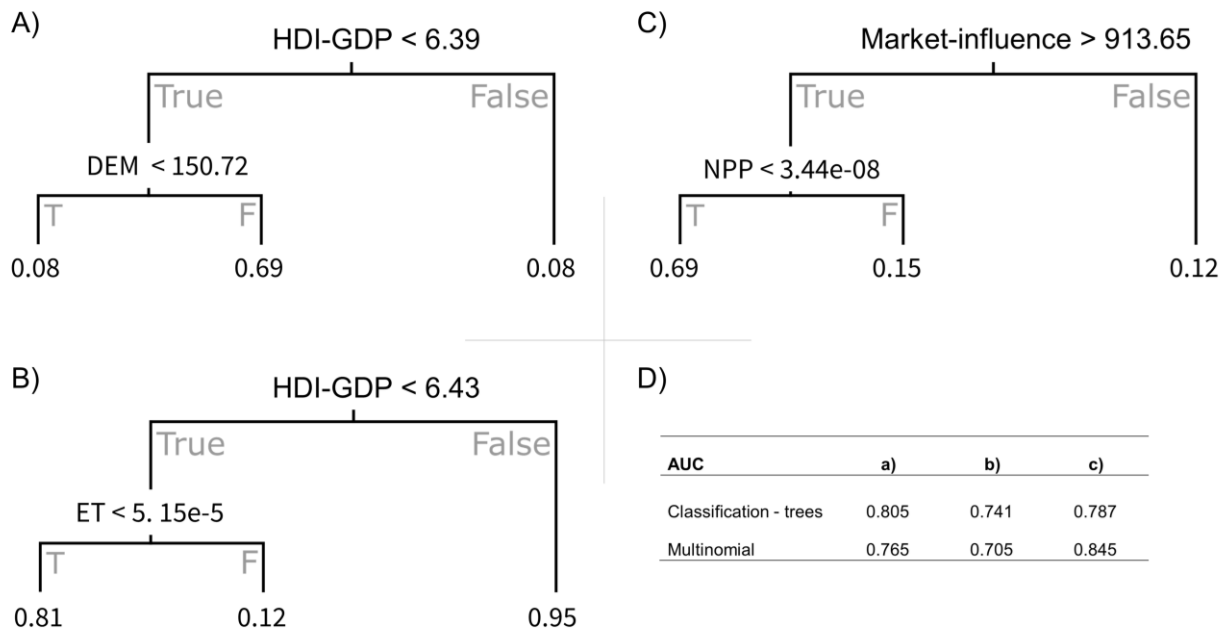 A)
HDI-GDP < 6.39
True False
DEM < 150.72
T F
0.08 0.69 0.08
C)
Market-influence > 913.65
True False
NPP < 3.44e-08
T F
0.69 0.15 0.12
B)
HDI-GDP < 6.43
True False
ET < 5. 15e-5
T F
0.81 0.12 0.95
D)
AUC a) b) c)
Classification - trees 0.805 0.741 0.787
Multinomial 0.765 0.705 0.845